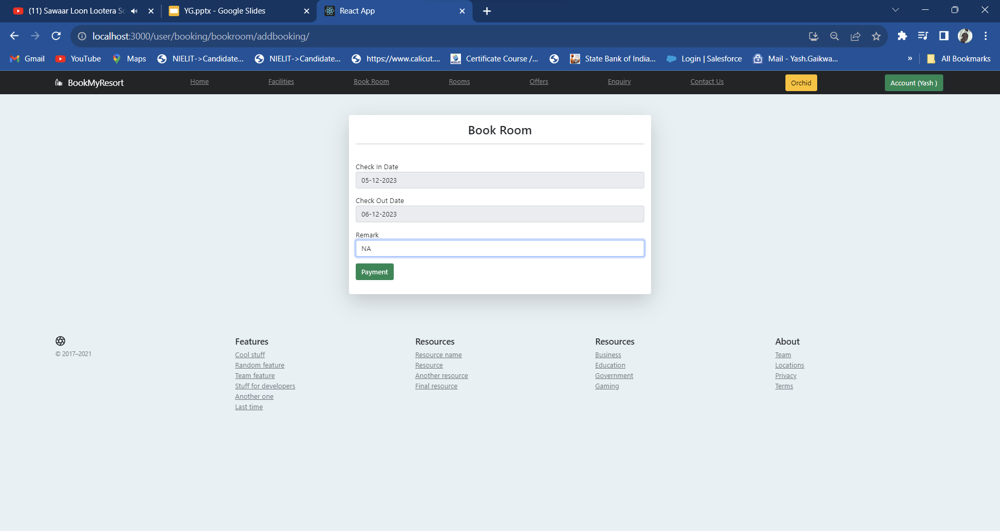 (11) Sawaar Loon Lootera
YG.pptx - Google Slides
React App
localhost:3000/user/booking/bookroom/addbooking/
Gmail
YouTube
Maps
NIELIT->Candidate...
NIELIT->Candidate...
https://www.calicut....
Certificate Course /...
State Bank of India...
Login | Salesforce
Mail - Yash.Gaikwa...
»
All Bookmarks
BookMyResort
Home
Facilities
Book Room
Rooms
Offers
Enquiry
Contact Us
Orchid
Account (Yash )
Book Room
Check In Date
05-12-2023
Check Out Date
06-12-2023
Remark
NA
Payment
© 2017–2021
Features
Cool stuff
Random feature
Team feature
Stuff for developers
Another one
Last time
Resources
Resource name
Resource
Another resource
Final resource
Resources
Business
Education
Government
Gaming
About
Team
Locations
Privacy
Terms